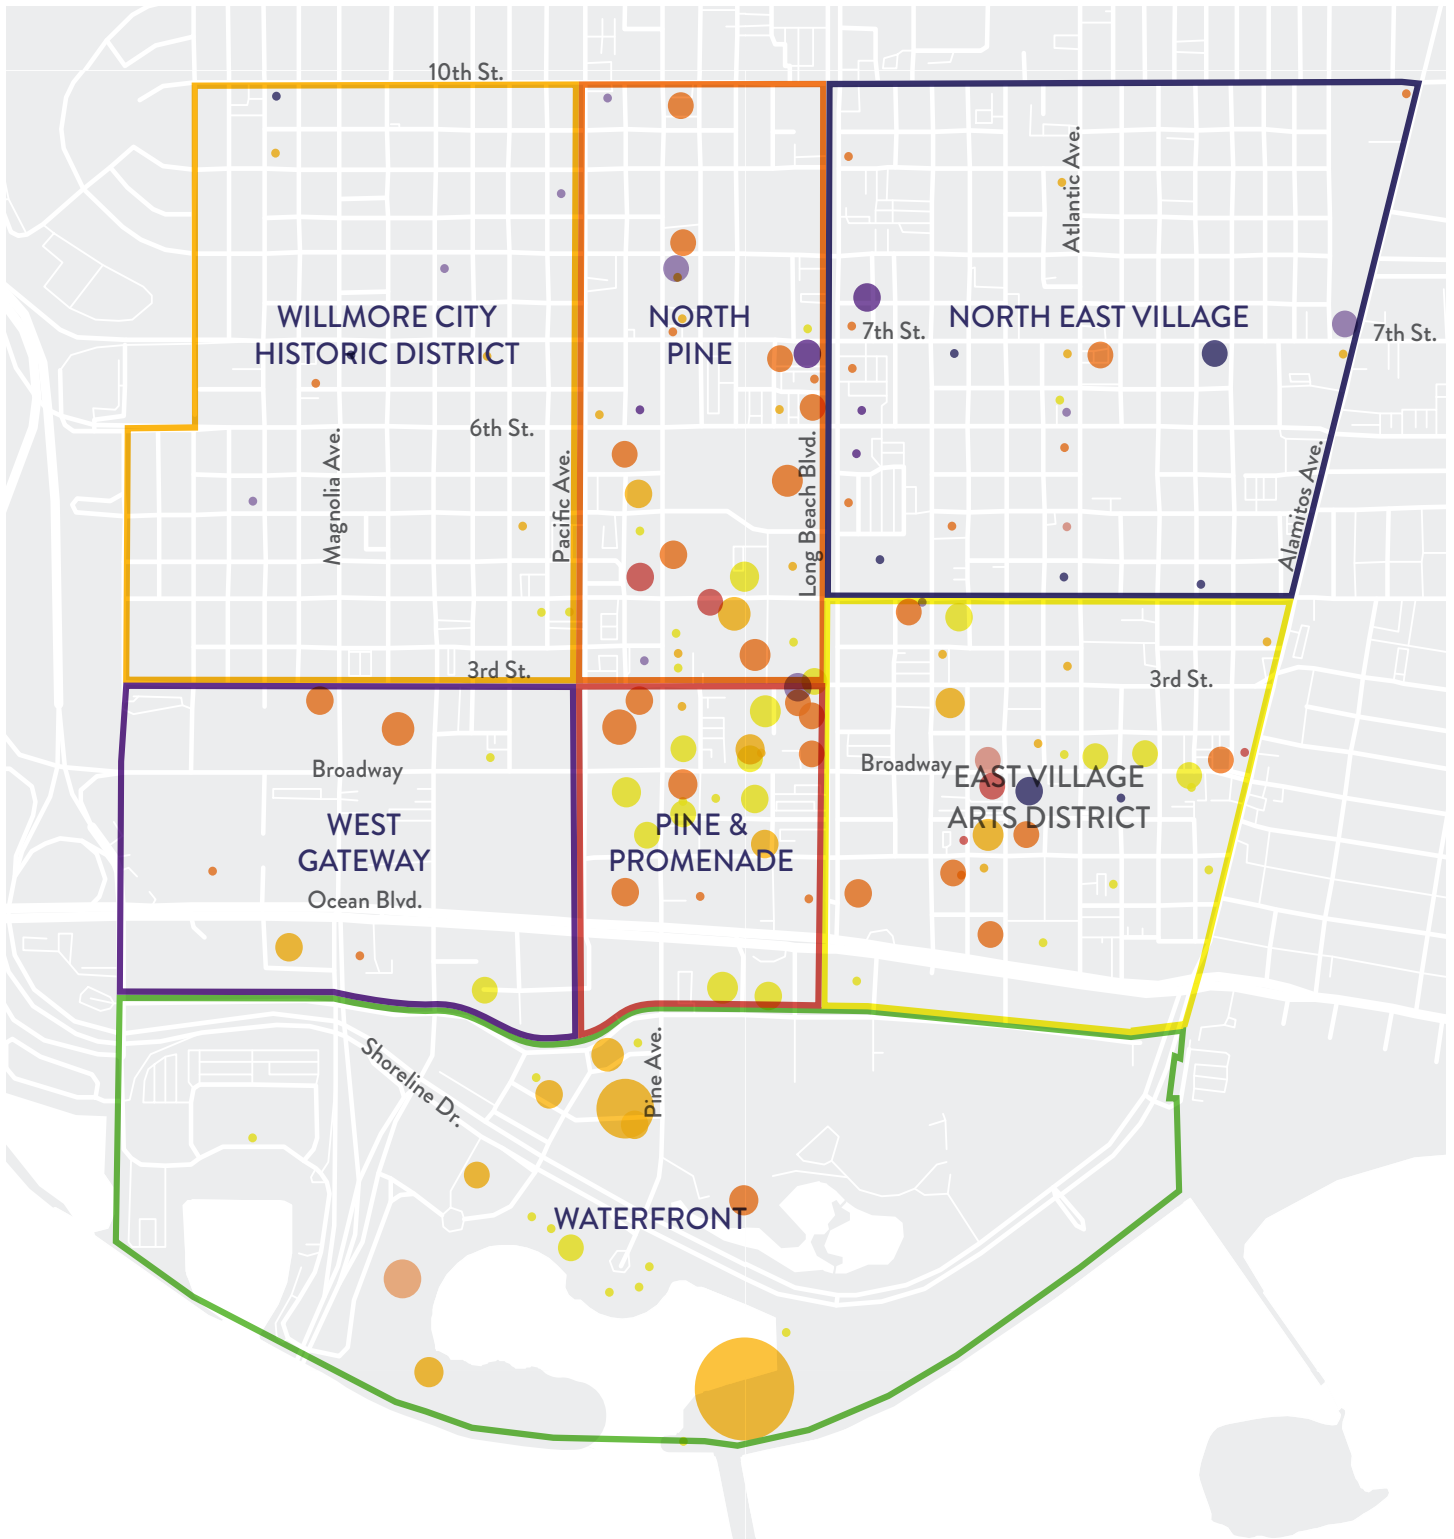 10th St.
Atlantic Ave.
WILLMORE CITY
HISTORIC DISTRICT
NORTH
PINE
NORTH EAST VILLAGE
7th St.
7th St.
6th St.
Magnolia Ave.
Pacific Ave.
Long Beach Blvd.
Alamitos Ave.
3rd St.
3rd St.
Broadway
Broadway
EAST VILLAGE
ARTS DISTRICT
WEST
GATEWAY
PINE &
PROMENADE
Ocean Blvd.
Shoreline Dr.
Pine Ave.
WATERFRONT